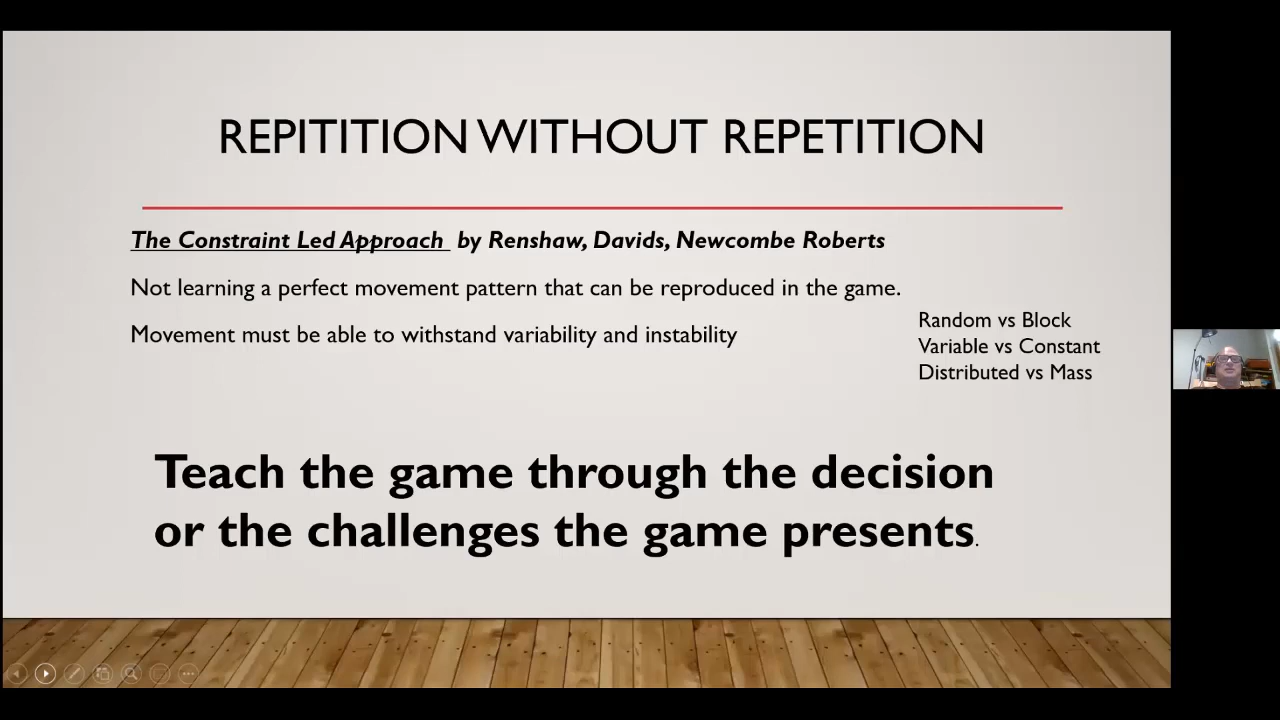 REPITITION WITHOUT REPETITION
The Constraint Led Approach by Renshaw, Davids, Newcombe Roberts
Not learning a perfect movement pattern that can be reproduced in the game.
Movement must be able to withstand variability and instability
Random vs Block
Variable vs Constant
Distributed vs Mass
Teach the game through the decision
or the challenges the game presents.